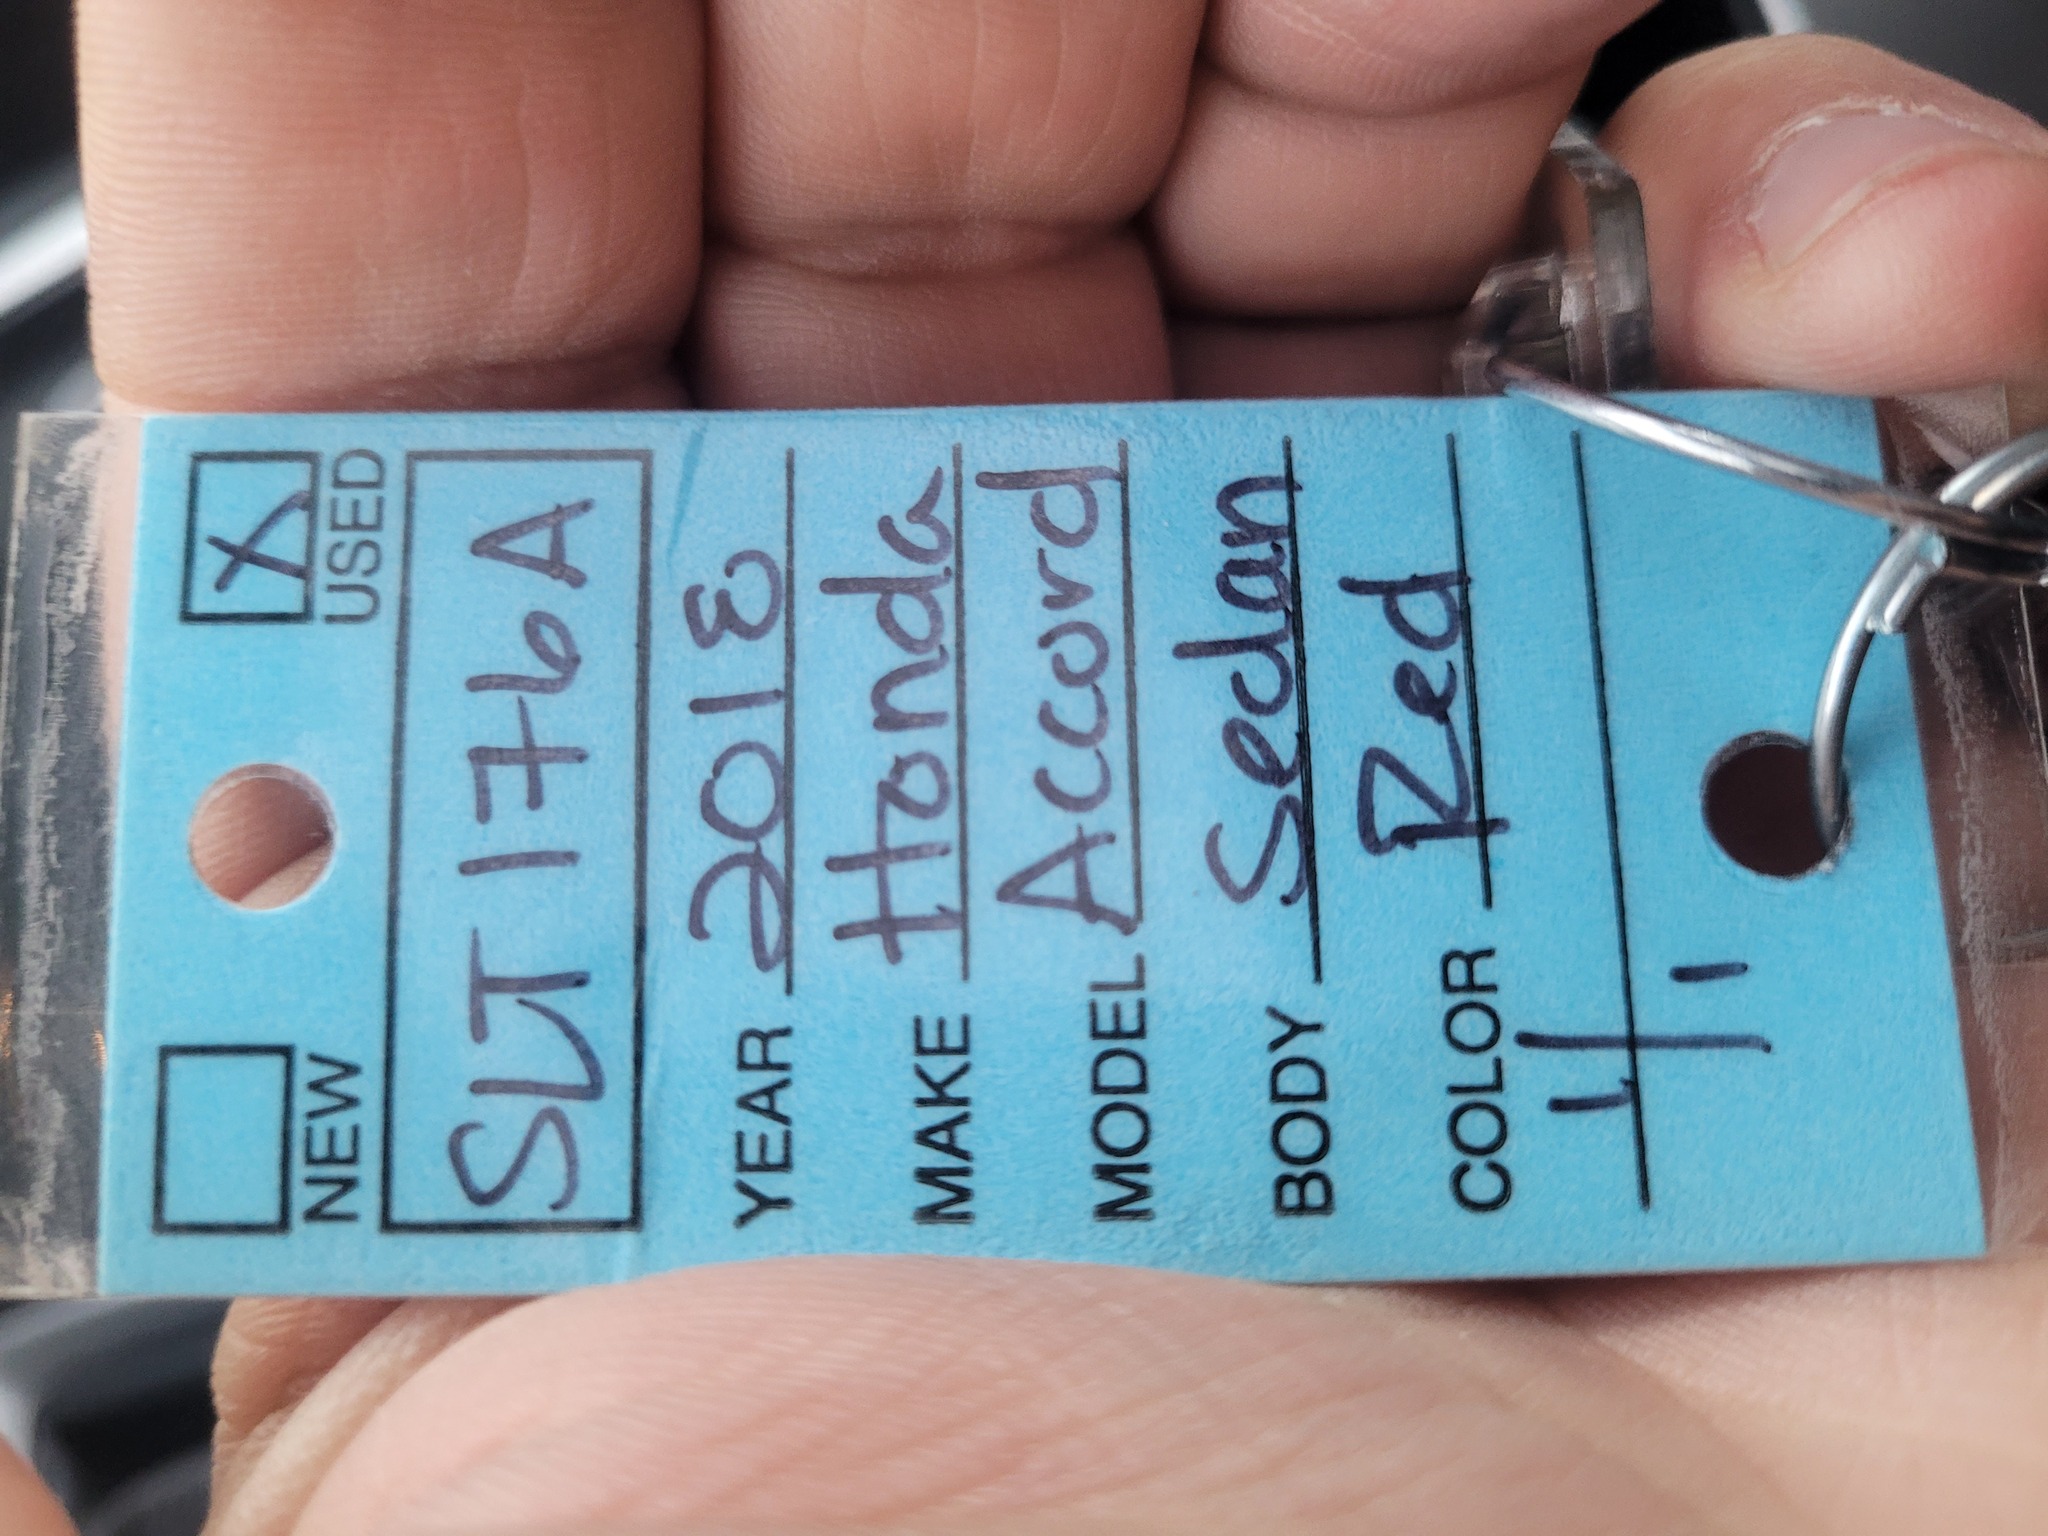 NEW USED X
SLT176A
YEAR 2018
MAKE Honda
MODEL Accord
BODY Sedan
COLOR Red